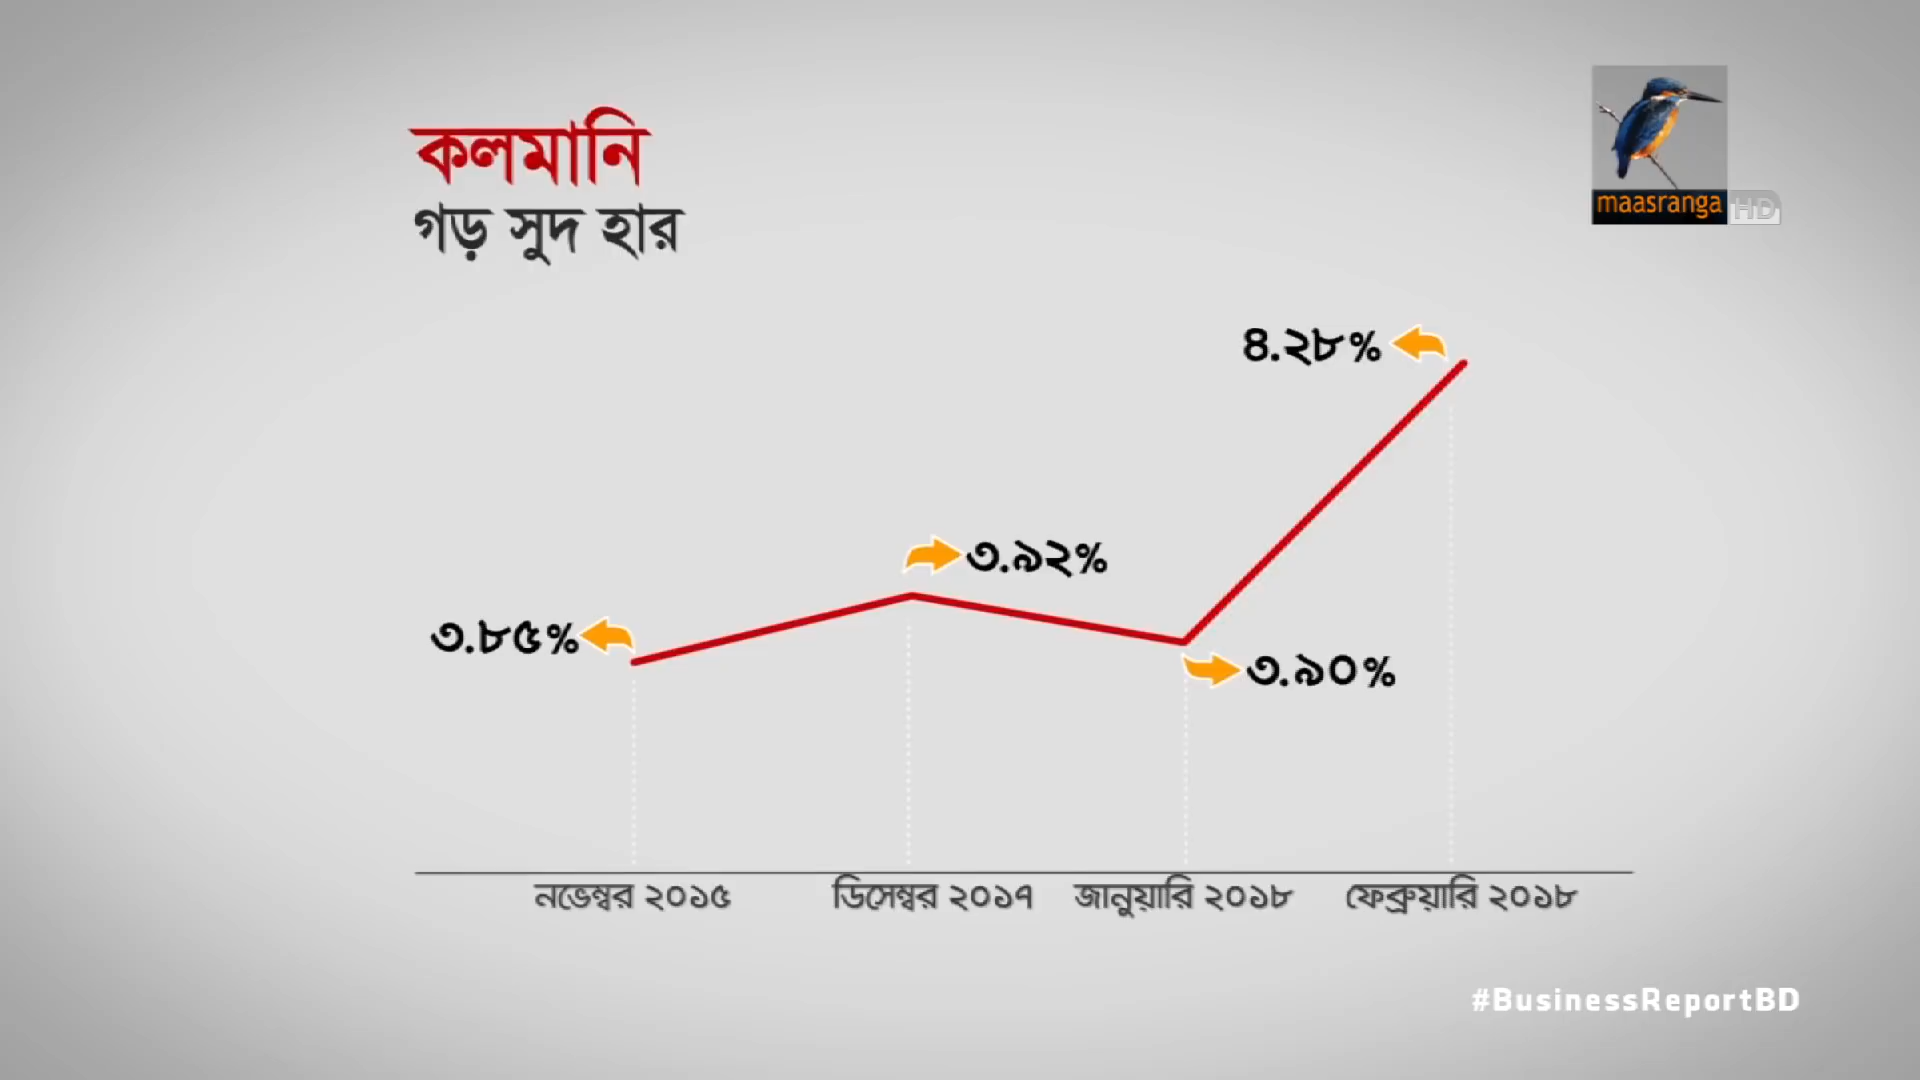 কলমানি
গড় সুদ হার
maasranga HD
৪.২৮%
৩.৯২%
৩.৮৫%
৩.৯০%
নভেম্বর ২০১৫
ডিসেম্বর ২০১৭
জানুয়ারি ২০১৮
ফেব্রুয়ারি ২০১৮
#BusinessReportBD